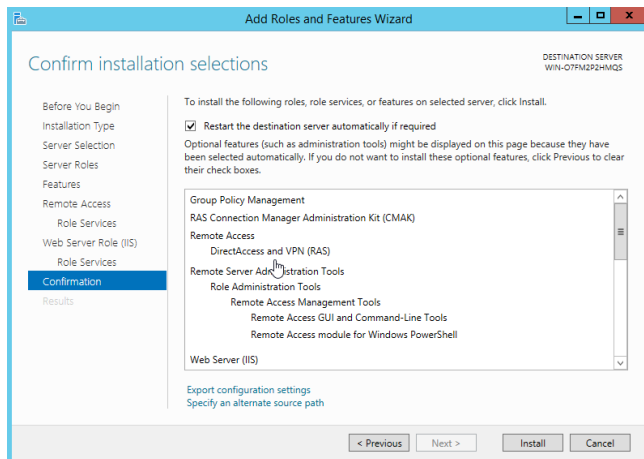 Add Roles and Features Wizard
Confirm installation selections
DESTINATION SERVER
WIN-O7FM2P2HMQS
Before You Begin
Installation Type
Server Selection
Server Roles
Features
Remote Access
Role Services
Web Server Role (IIS)
Role Services
Confirmation
Results
To install the following roles, role services, or features on selected server, click Install.
Restart the destination server automatically if required
Optional features (such as administration tools) might be displayed on this page because they have
been selected automatically. If you do not want to install these optional features, click Previous to clear
their check boxes.
Group Policy Management
RAS Connection Manager Administration Kit (CMAK)
Remote Access
DirectAccess and VPN (RAS)
Remote Server Administration Tools
Role Administration Tools
Remote Access Management Tools
Remote Access GUI and Command-Line Tools
Remote Access module for Windows PowerShell
Web Server (IIS)
Export configuration settings
Specify an alternate source path
< Previous
Next >
Install
Cancel